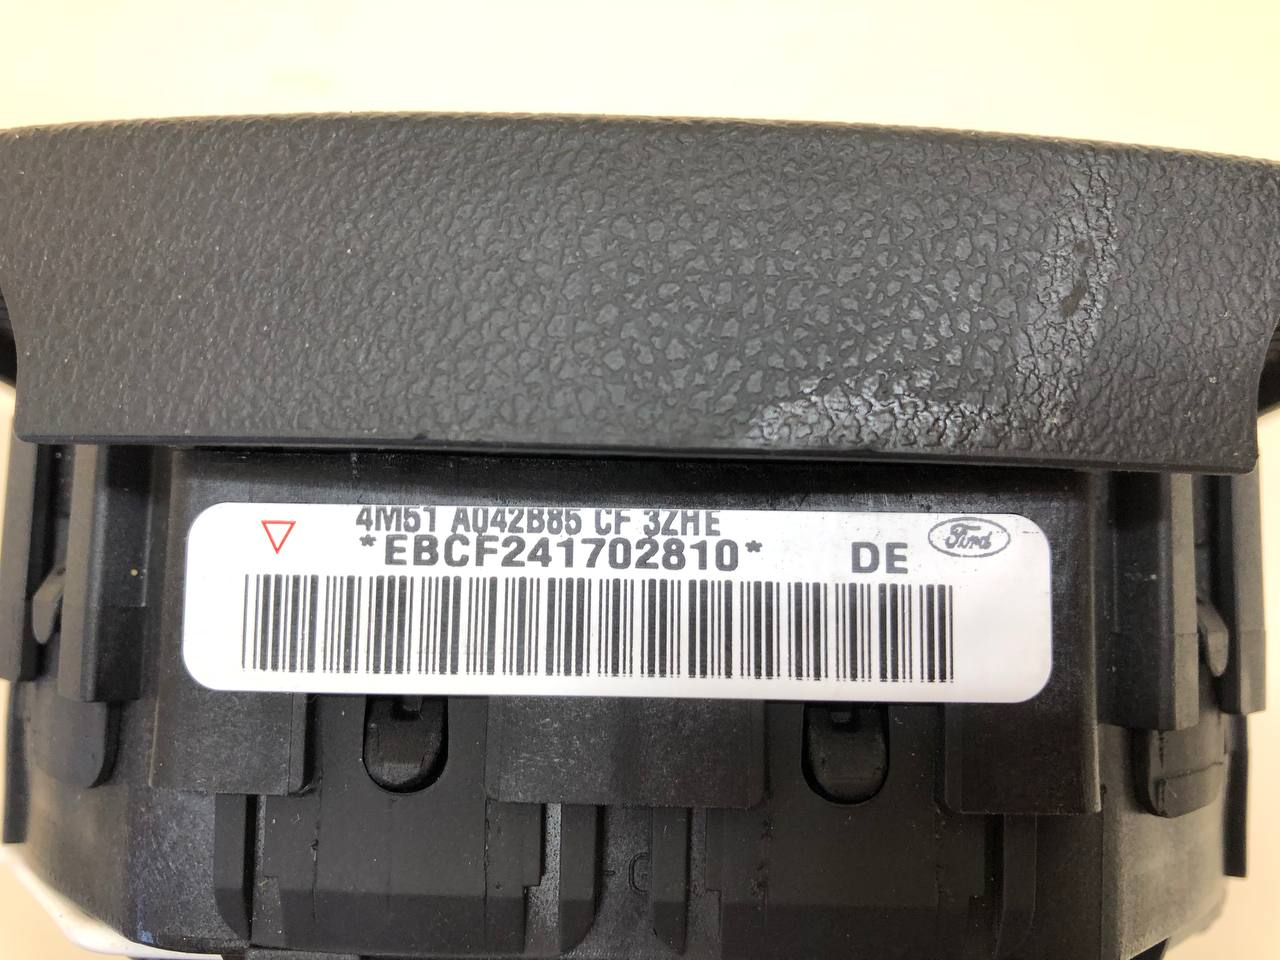 4M51 A042B85 CF 3ZHE
*EBCF241702810*
DE
Ford